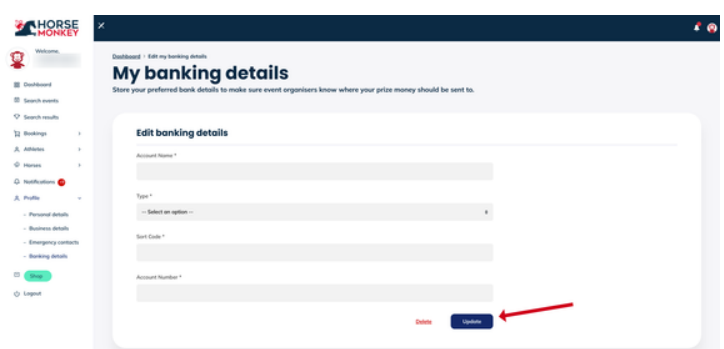 HORSE
MONKEY
Welcome,
Dashboard
Search events
Search results
Bookings
Athletes
Horses
Notifications
Profile
- Personal details
- Business details
- Emergency contacts
- Banking details
Shop
Logout
Dashboard > Edit my banking details
My banking details
Store your preferred bank details to make sure event organisers know where your prize money should be sent to.
Edit banking details
Account Name *
Type *
-- Select an option --
Sort Code *
Account Number *
Delete Update